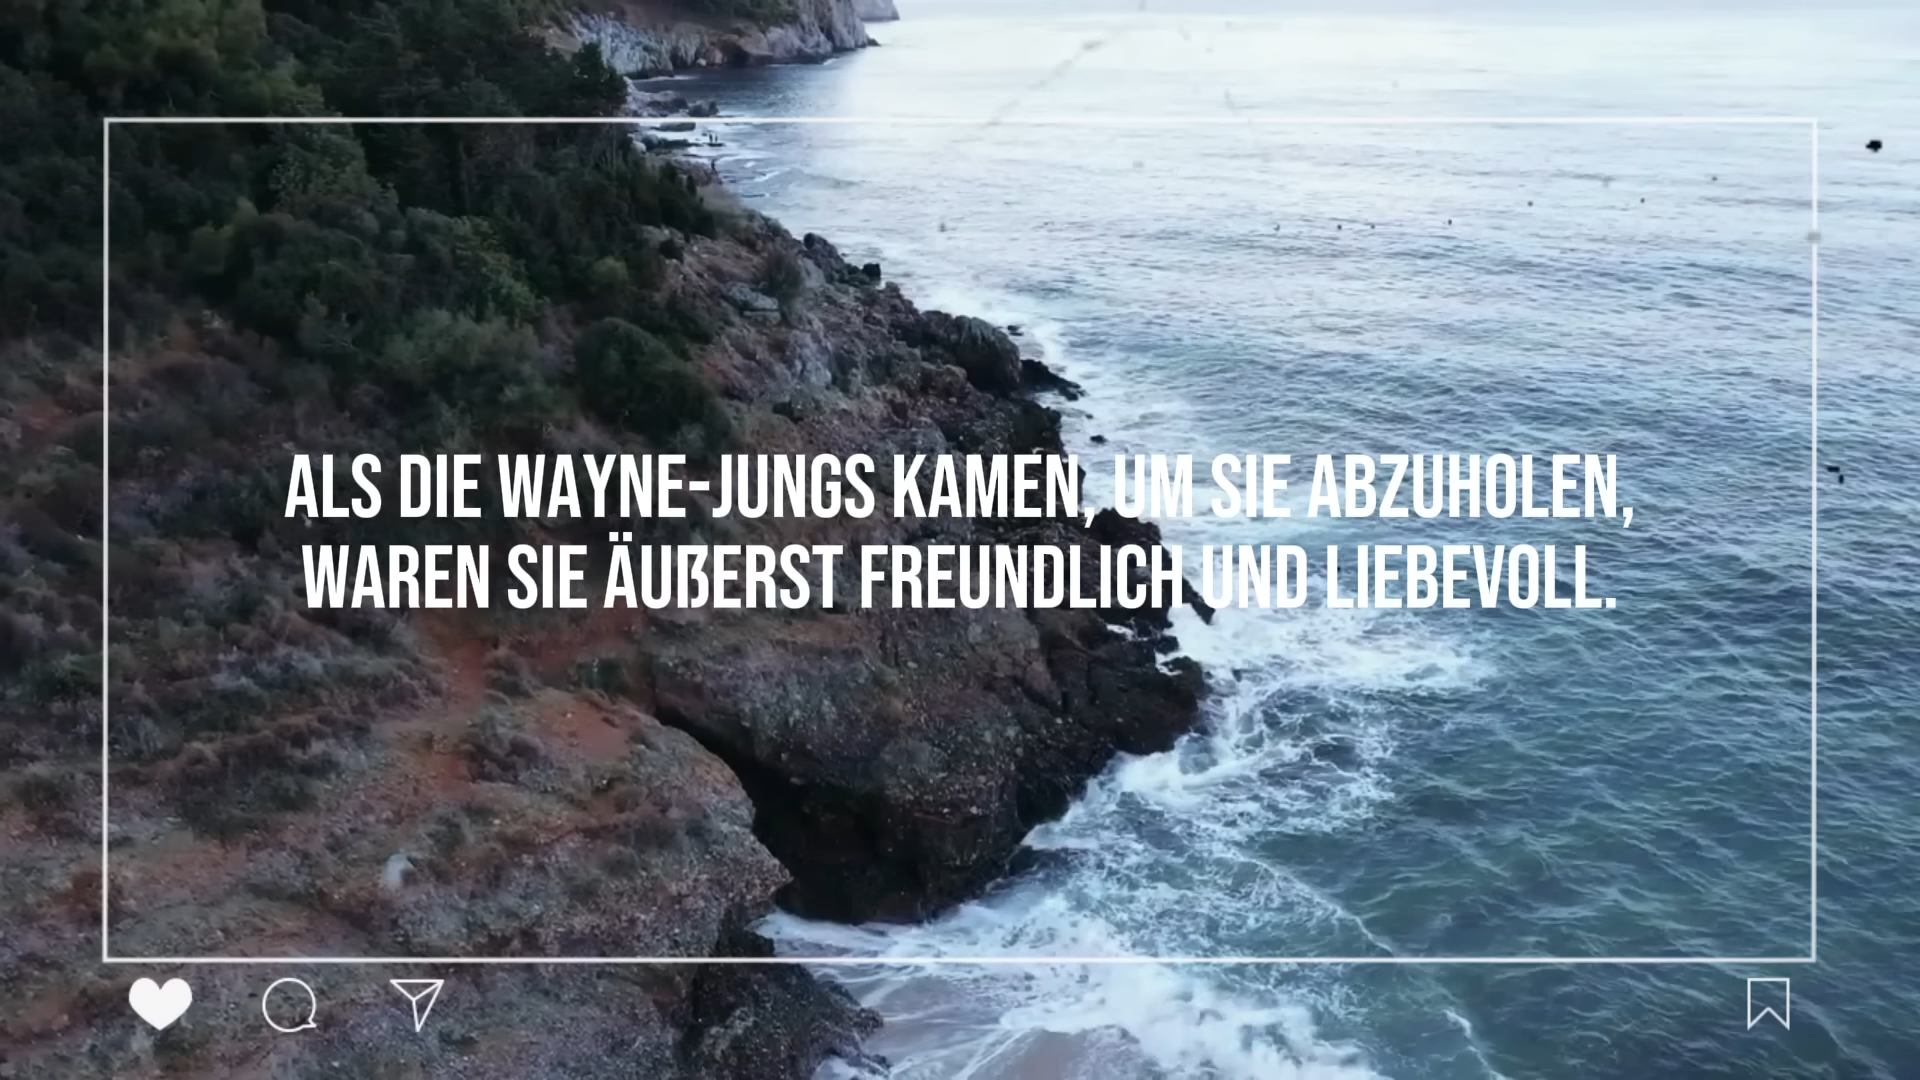 ALS DIE WAYNE-JUNGS KAMEN, UM SIE ABZUHOLEN,
WAREN SIE ÄUßERST FREUNDLICH UND LIEBEVOLL.